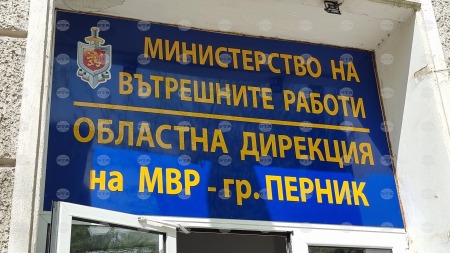 МИНИСТЕРСТВО НА
ВЪТРЕШНИТЕ РАБОТИ
ОБЛАСТНА ДИРЕКЦИЯ
на МВР - гр. ПЕРНИК